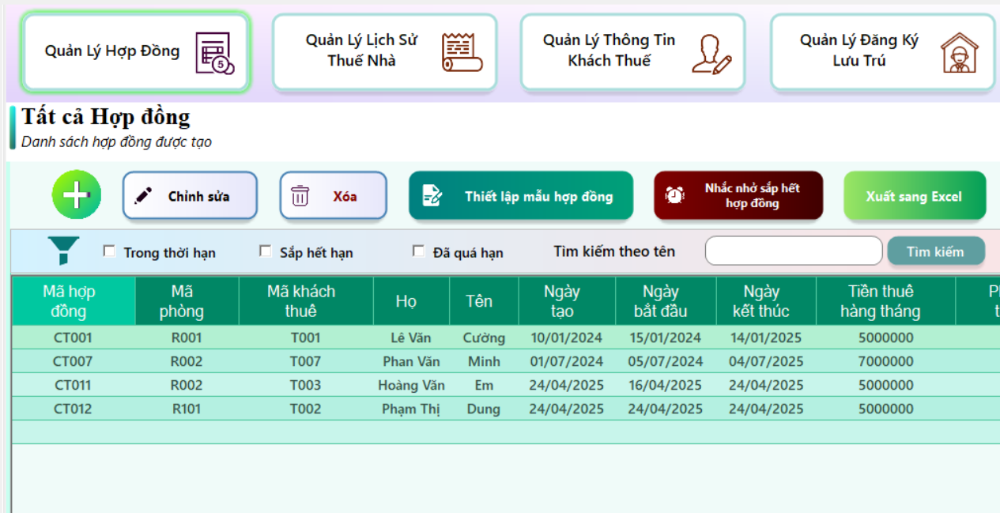 Quản Lý Hợp Đồng
5
Quản Lý Lịch Sử
Thuế Nhà
Quản Lý Thông Tin
Khách Thuế
Quản Lý Đăng Ký
Lưu Trú
Tất cả Hợp đồng
Danh sách hợp đồng được tạo
Chỉnh sửa
Xóa
Thiết lập mẫu hợp đồng
Nhắc nhở sắp hết
hợp đồng
Xuất sang Excel
Trong thời hạn
Sắp hết hạn
Đã quá hạn
Tìm kiếm theo tên
Tìm kiếm
Mã hợp
đồng
Mã
phòng
Mã khách
thuê
Họ
Tên
Ngày
tạo
Ngày
bắt đầu
Ngày
kết thúc
Tiền thuê
hàng tháng
CT001 R001 T001 Lê Văn Cường 10/01/2024 15/01/2024 14/01/2025 5000000
CT007 R002 T007 Phan Văn Minh 01/07/2024 05/07/2024 04/07/2025 7000000
CT011 R002 T003 Hoàng Văn Em 24/04/2025 16/04/2025 24/04/2025 5000000
CT012 R101 T002 Phạm Thị Dung 24/04/2025 24/04/2025 24/04/2025 5000000